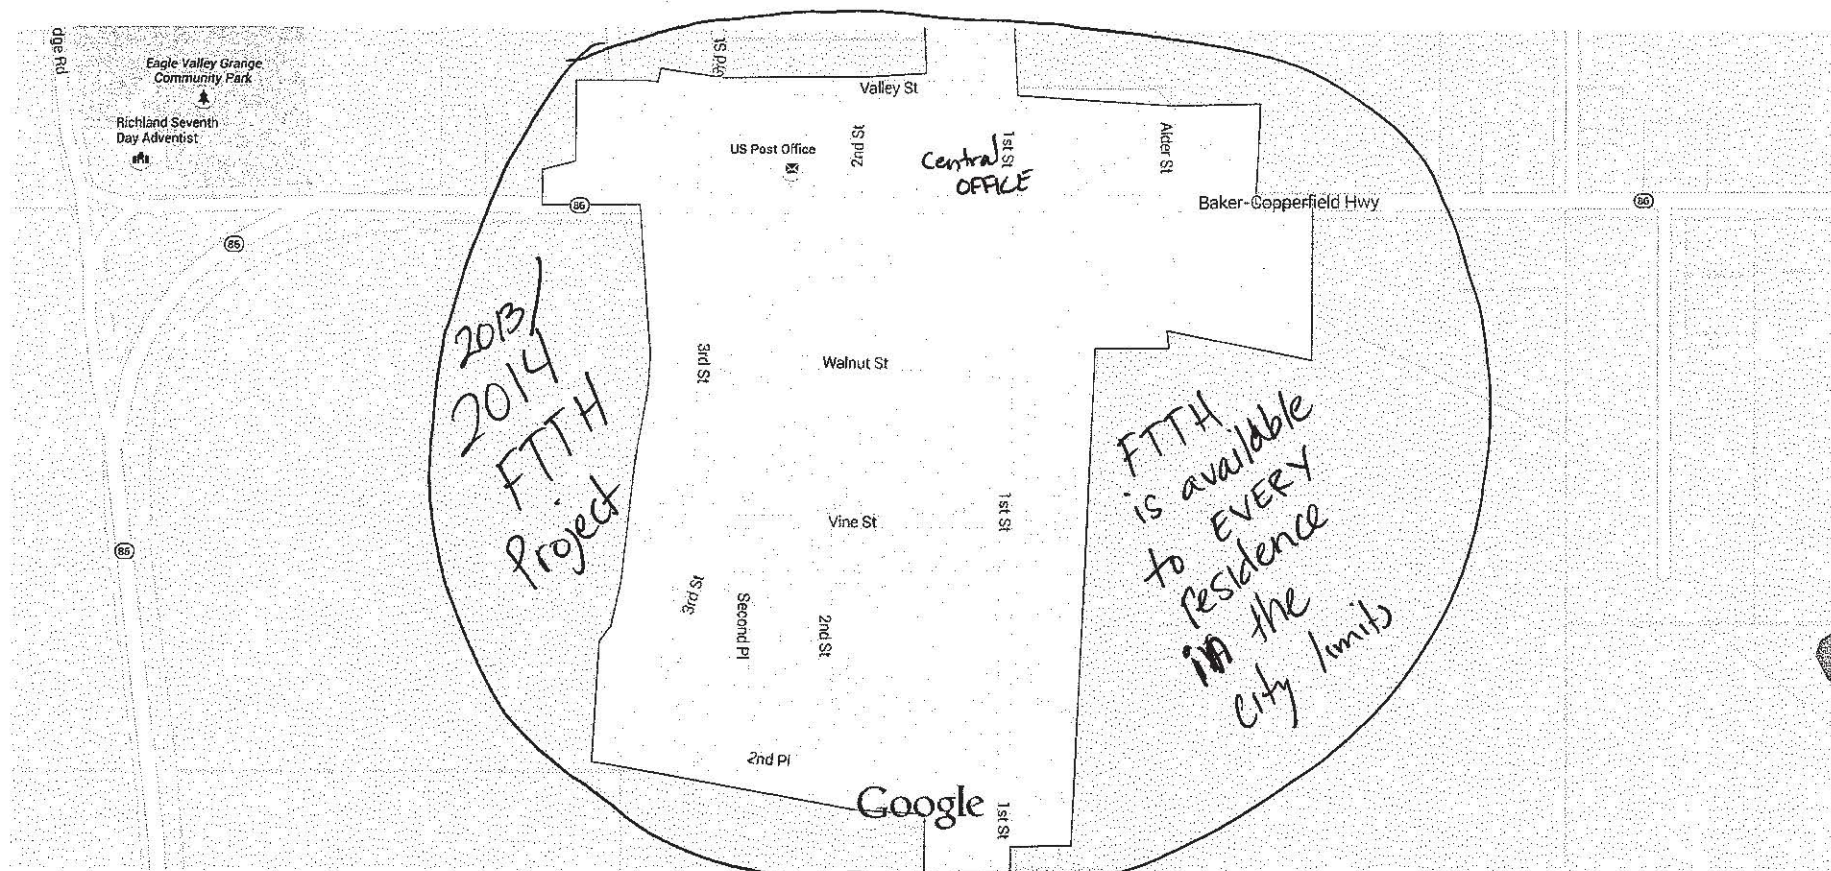 dge Rd
Eagle Valley Grange
Community Park
Richland Seventh
Day Adventist
Valley St
US Post Office
2nd St
1st St
Central
OFFICE
Alder St
86
Baker-Copperfield Hwy
86
86
2013/
2014
FTTH
Project
3rd St
Walnut St
FTTH
is available
to EVERY
residence
in the
City limits
Vine St
1st St
86
3rd St
Second Pl
2nd St
2nd Pl
Google
1st St